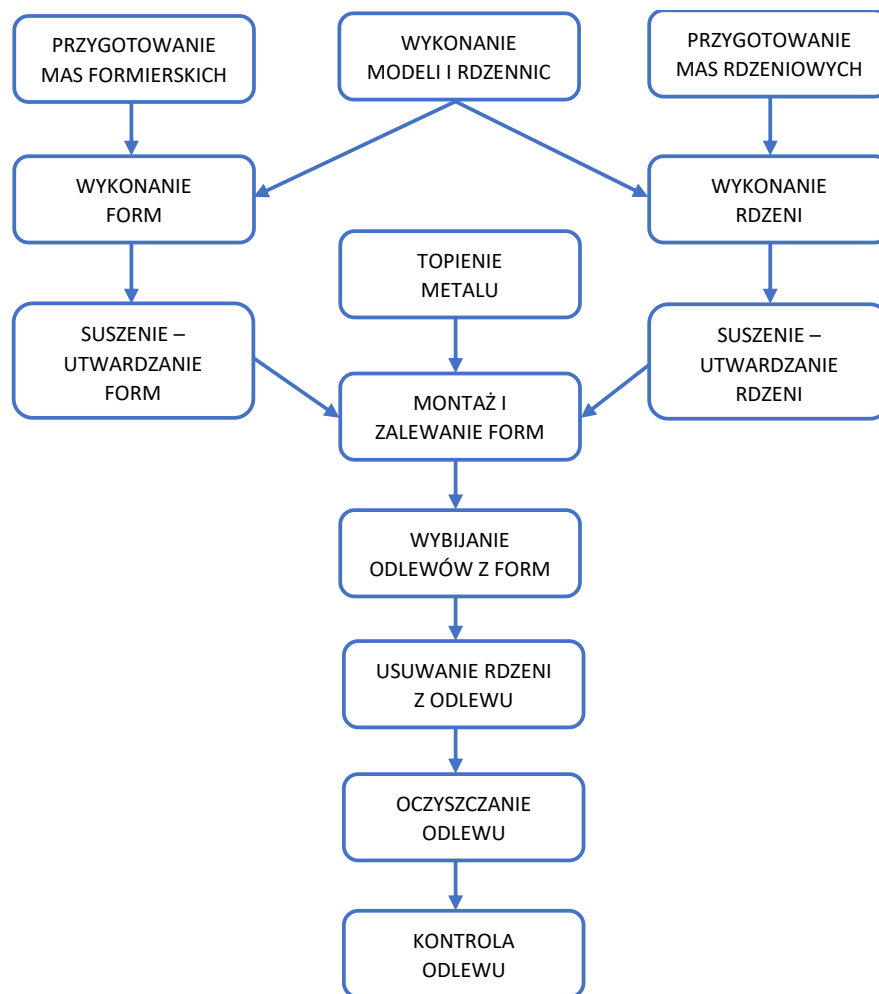 PRZYGOTOWANIE
MAS FORMIERSKICH
WYKONANIE
MODELI I RDZENNIC
PRZYGOTOWANIE
MAS RDZENIOWYCH
WYKONANIE
FORM
WYKONANIE
RDZENI
TOPIENIE
METALU
SUSZENIE –
UTWARDZANIE
FORM
SUSZENIE –
UTWARDZANIE
RDZENI
MONTAŻ I
ZALEWANIE FORM
WYBIJANIE
ODLEWÓW Z FORM
USUWANIE RDZENI
Z ODLEWU
OCZYSZCZANIE
ODLEWU
KONTROLA
ODLEWU